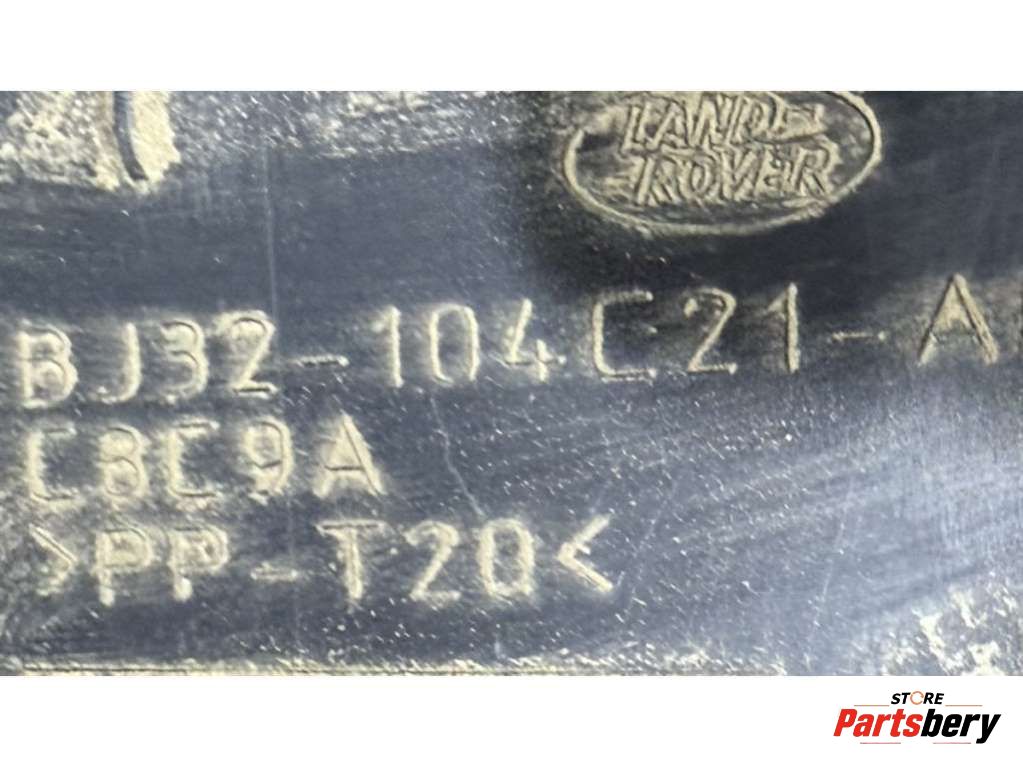 LAND
ROVER
BJ32-104C21-A
C8C9A
>PP-T20<
STORE
Partsbery